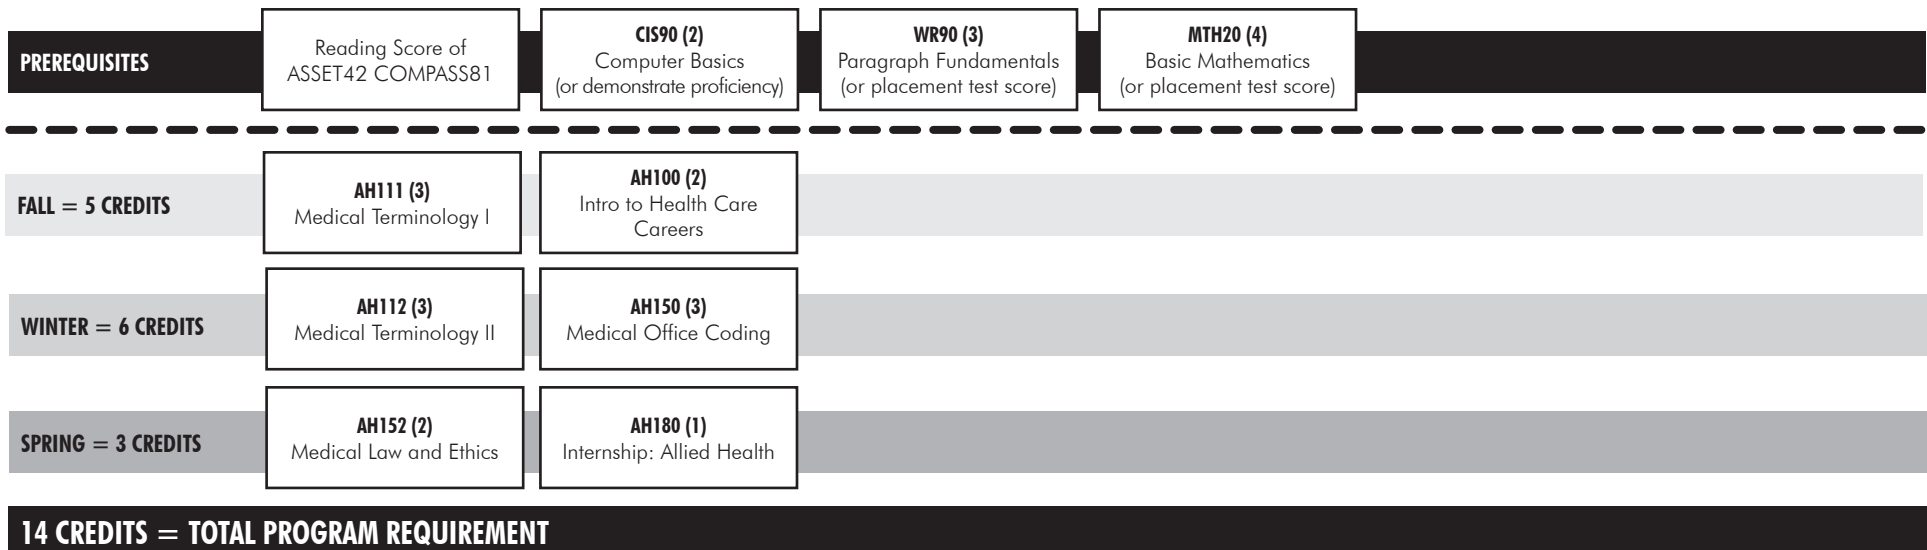 PREREQUISITES
Reading Score of
ASSET42 COMPASS81
CIS90 (2)
Computer Basics
(or demonstrate proficiency)
WR90 (3)
Paragraph Fundamentals
(or placement test score)
MTH20 (4)
Basic Mathematics
(or placement test score)
FALL = 5 CREDITS
AH111 (3)
Medical Terminology I
AH100 (2)
Intro to Health Care
Careers
WINTER = 6 CREDITS
AH112 (3)
Medical Terminology II
AH150 (3)
Medical Office Coding
SPRING = 3 CREDITS
AH152 (2)
Medical Law and Ethics
AH180 (1)
Internship: Allied Health
14 CREDITS = TOTAL PROGRAM REQUIREMENT